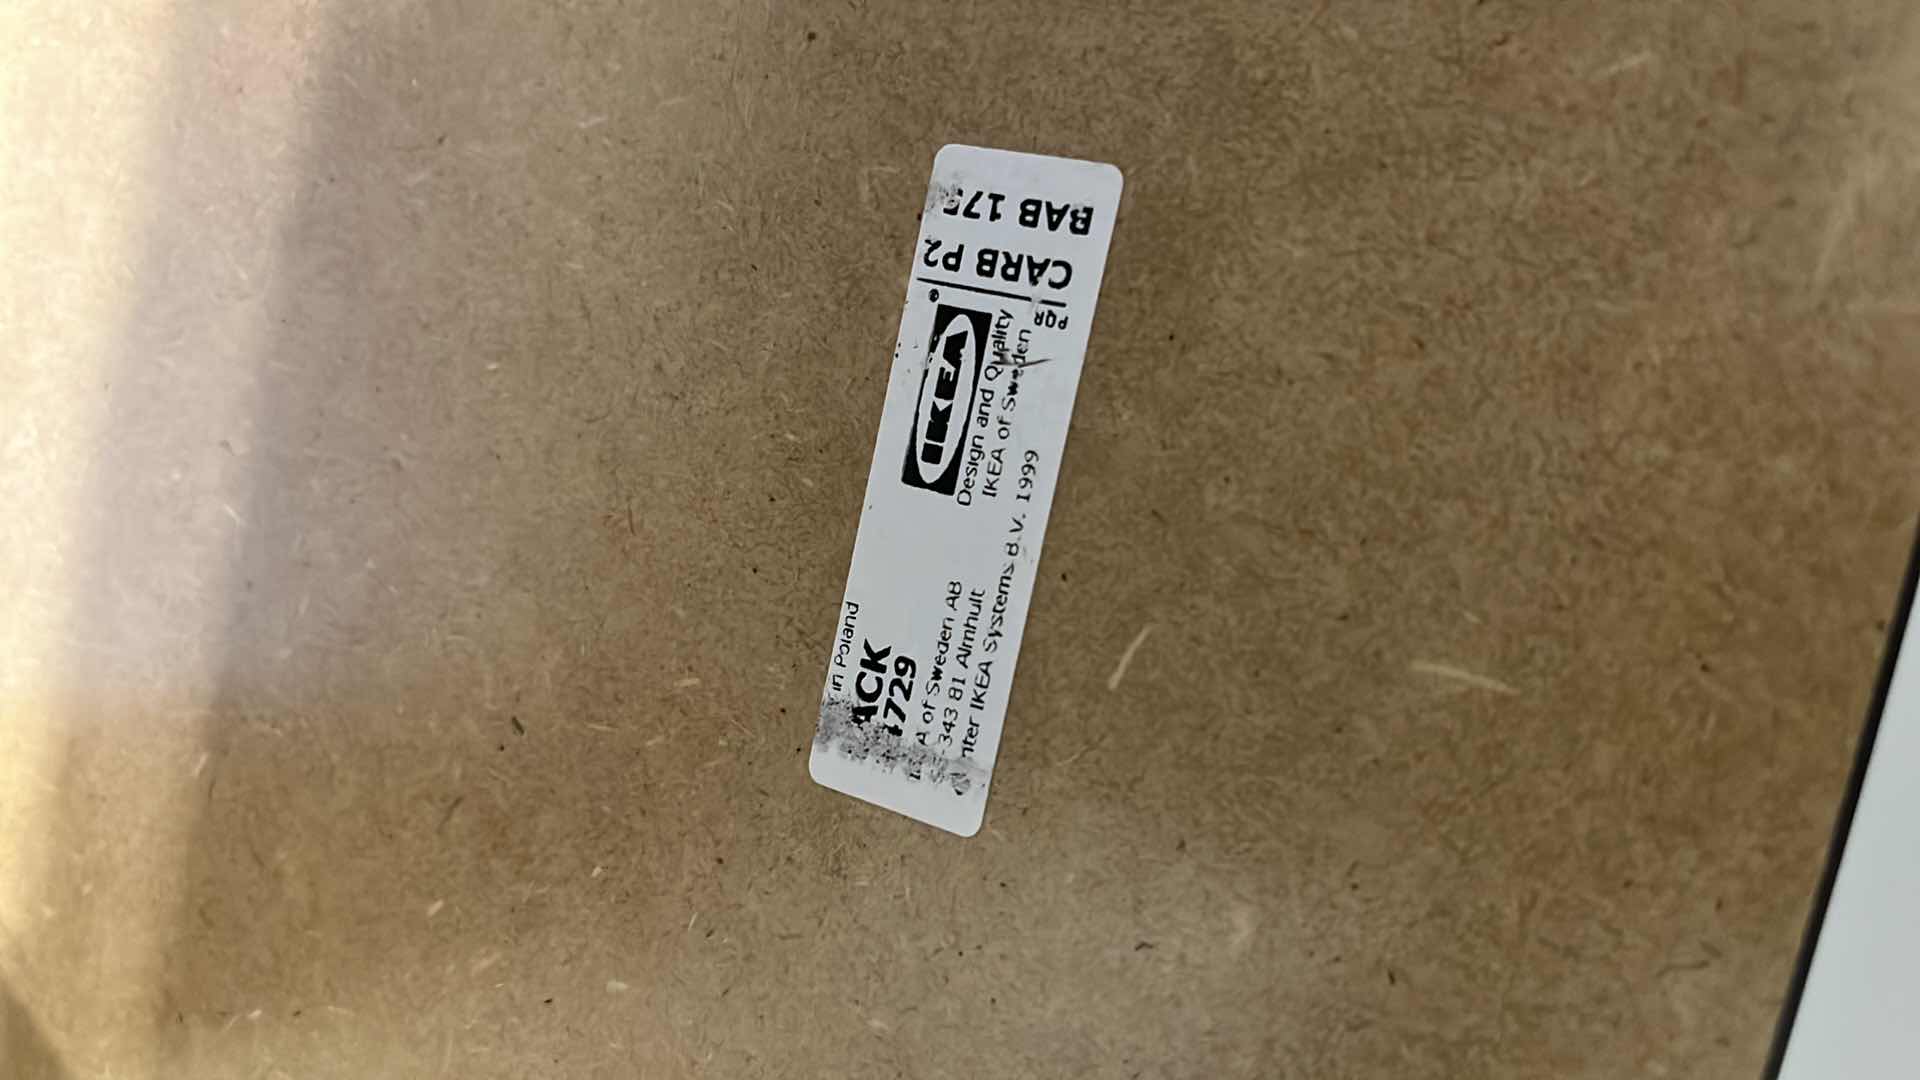 in Poland
ACK
1729
A of Sweden AB
343 81 Almhult
nter IKEA Systems B.V. 1999
IKEA®
Design and Quality
IKEA of Sweden
PQR
CARB P2
BAB 175